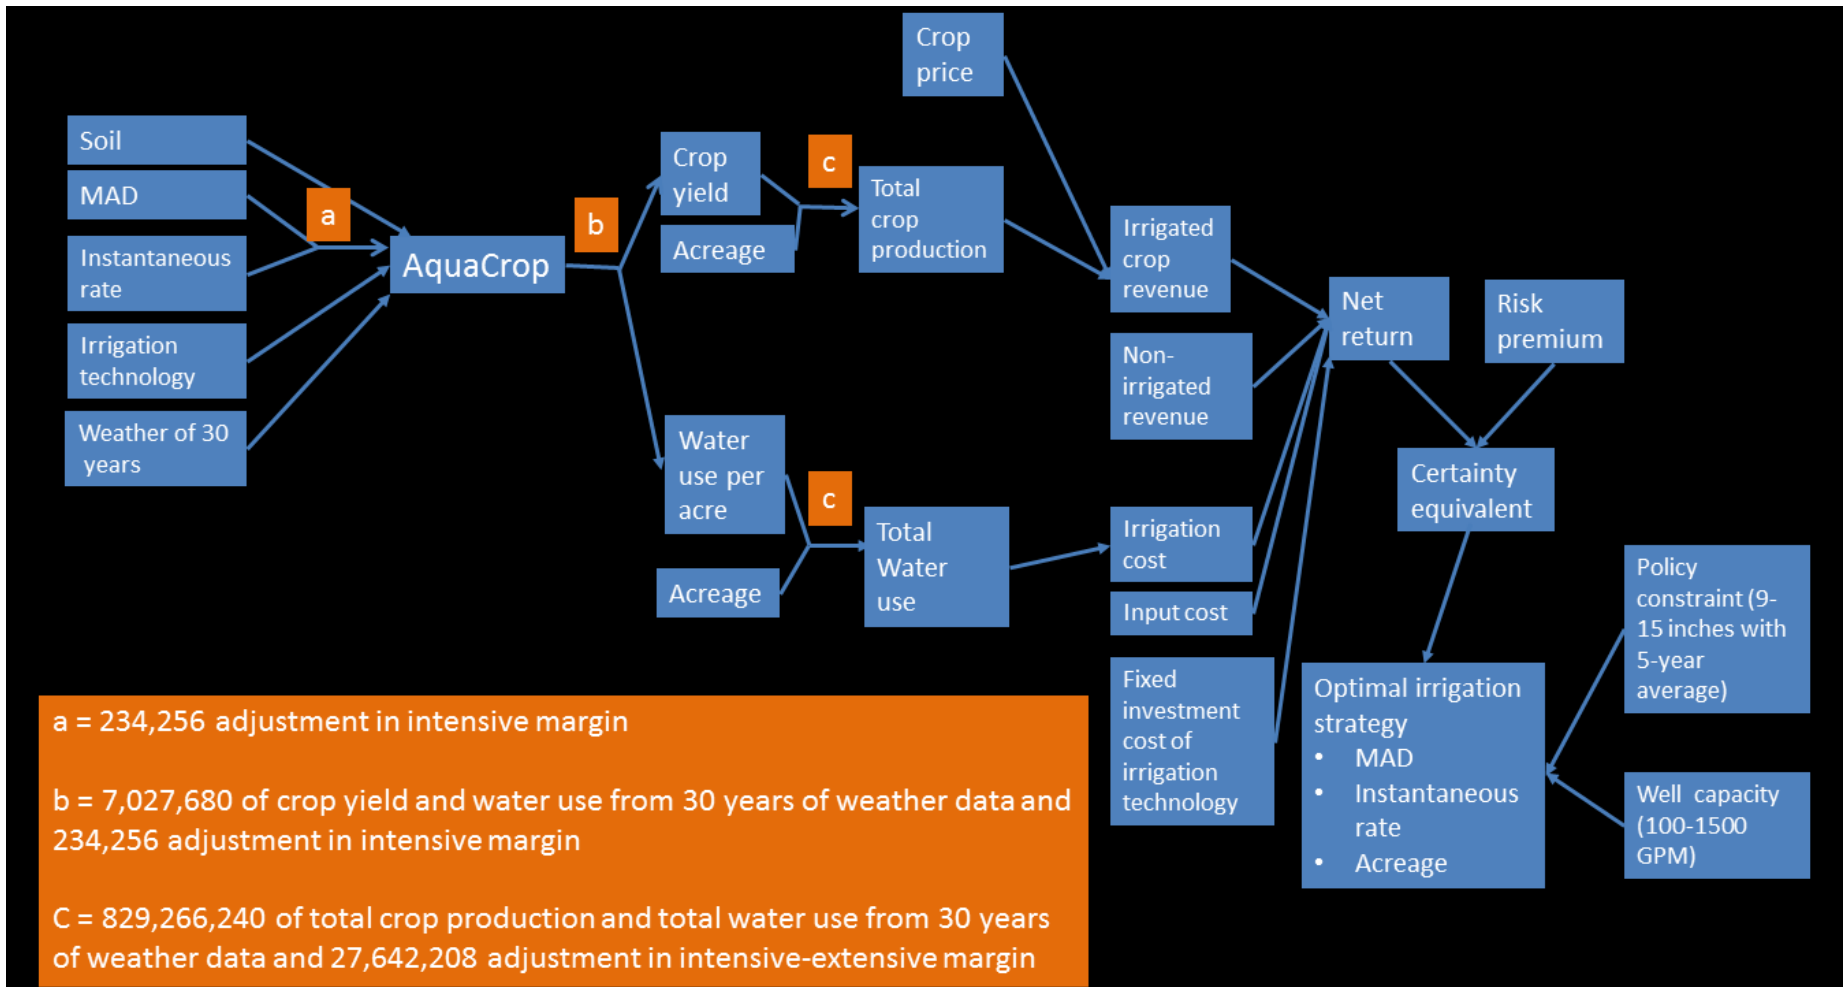 Crop
price
Soil
MAD
a
Instantaneous
rate
Irrigation
technology
Weather of 30
years
AquaCrop
b
Crop
yield
Acreage
c
Total
crop
production
Irrigated
crop
revenue
Non-
irrigated
revenue
Net
return
Risk
premium
Certainty
equivalent
Water
use per
acre
Acreage
c
Total
Water
use
Irrigation
cost
Input cost
Fixed
investment
cost of
irrigation
technology
Optimal irrigation
strategy
• MAD
• Instantaneous
rate
• Acreage
Policy
constraint (9-
15 inches with
5-year
average)
Well capacity
(100-1500
GPM)
a = 234,256 adjustment in intensive margin
b = 7,027,680 of crop yield and water use from 30 years of weather data and
234,256 adjustment in intensive margin
C = 829,266,240 of total crop production and total water use from 30 years
of weather data and 27,642,208 adjustment in intensive-extensive margin